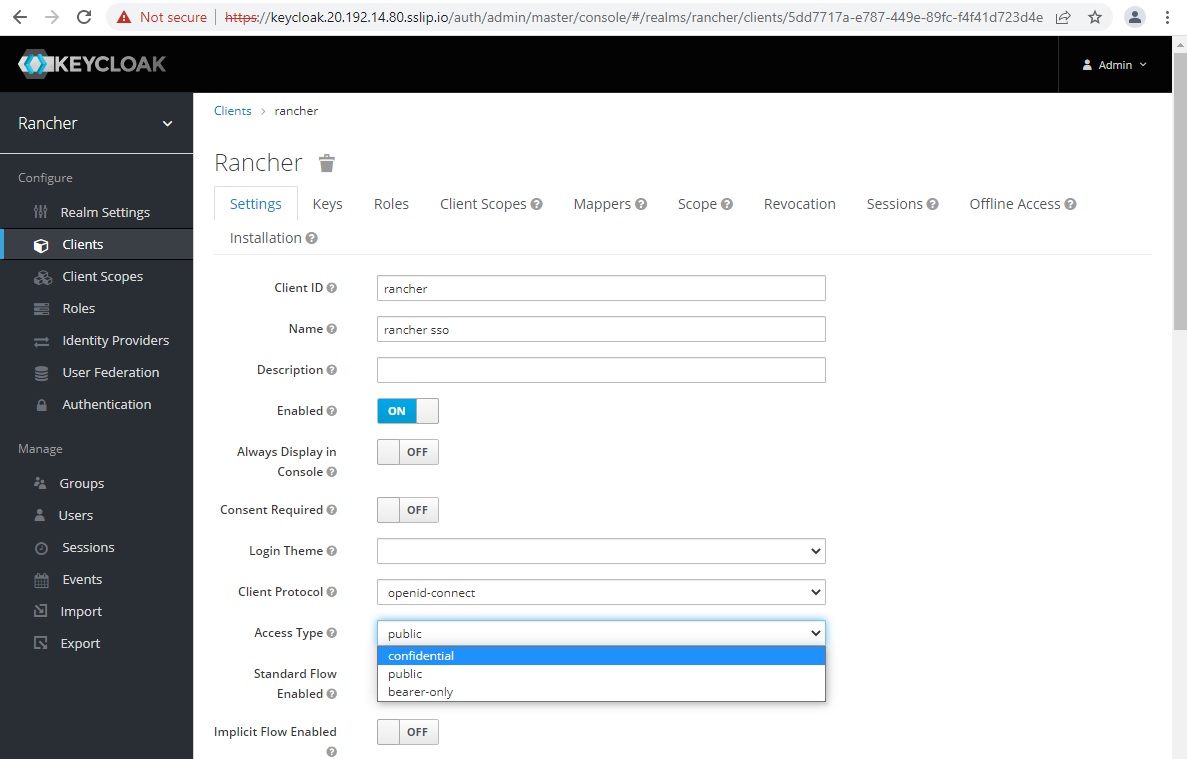 Not secure https://keycloak.20.192.14.80.sslip.io/auth/admin/master/console/#/realms/rancher/clients/5dd7717a-e787-449e-89fc-f4f41d723d4e
KEYCLOAK
Admin
Rancher
Configure
Realm Settings
Clients
Client Scopes
Roles
Identity Providers
User Federation
Authentication
Manage
Groups
Users
Sessions
Events
Import
Export
Clients > rancher
Rancher
Settings Keys Roles Client Scopes Mappers Scope Revocation Sessions Offline Access
Installation
Client ID rancher
Name rancher sso
Description
Enabled ON
Always Display in
Console OFF
Consent Required OFF
Login Theme
Client Protocol openid-connect
Access Type public
confidential
public
bearer-only
Standard Flow
Enabled
Implicit Flow Enabled OFF